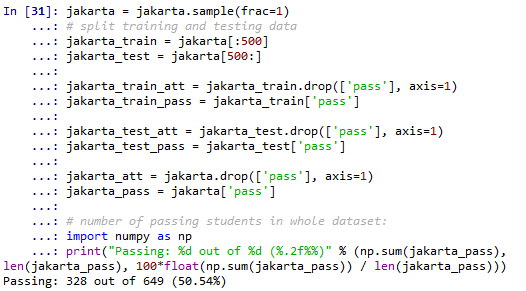 In [31]: jakarta = jakarta.sample(frac=1)
...: # split training and testing data
...: jakarta_train = jakarta[:500]
...: jakarta_test = jakarta[500:]
...:
...: jakarta_train_att = jakarta_train.drop(['pass'], axis=1)
...: jakarta_train_pass = jakarta_train['pass']
...:
...: jakarta_test_att = jakarta_test.drop(['pass'], axis=1)
...: jakarta_test_pass = jakarta_test['pass']
...:
...: jakarta_att = jakarta.drop(['pass'], axis=1)
...: jakarta_pass = jakarta['pass']
...:
...: # number of passing students in whole dataset:
...: import numpy as np
...: print("Passing: %d out of %d (%.2f%%)" % (np.sum(jakarta_pass),
len(jakarta_pass), 100*float(np.sum(jakarta_pass)) / len(jakarta_pass)))
Passing: 328 out of 649 (50.54%)